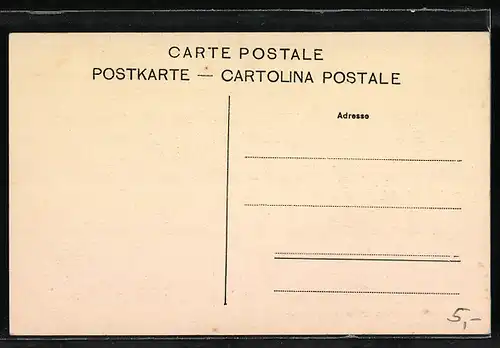 CARTE POSTALE
POSTKARTE — CARTOLINA POSTALE
Adresse
5,-